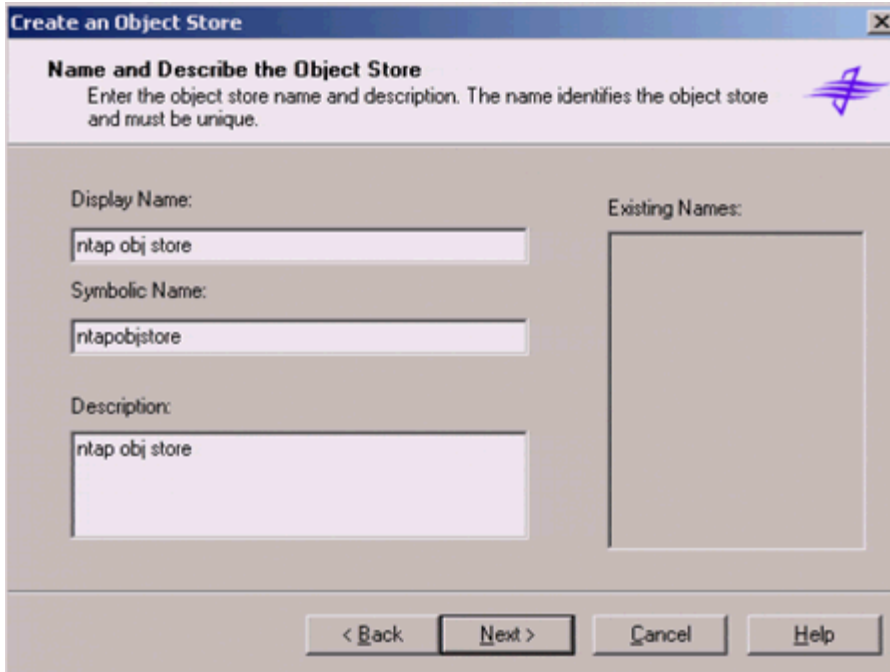 Create an Object Store
Name and Describe the Object Store
Enter the object store name and description. The name identifies the object store
and must be unique.
Display Name:
ntap obj store
Symbolic Name:
ntapobjstore
Description:
ntap obj store
Existing Names:
< Back
Next >
Cancel
Help